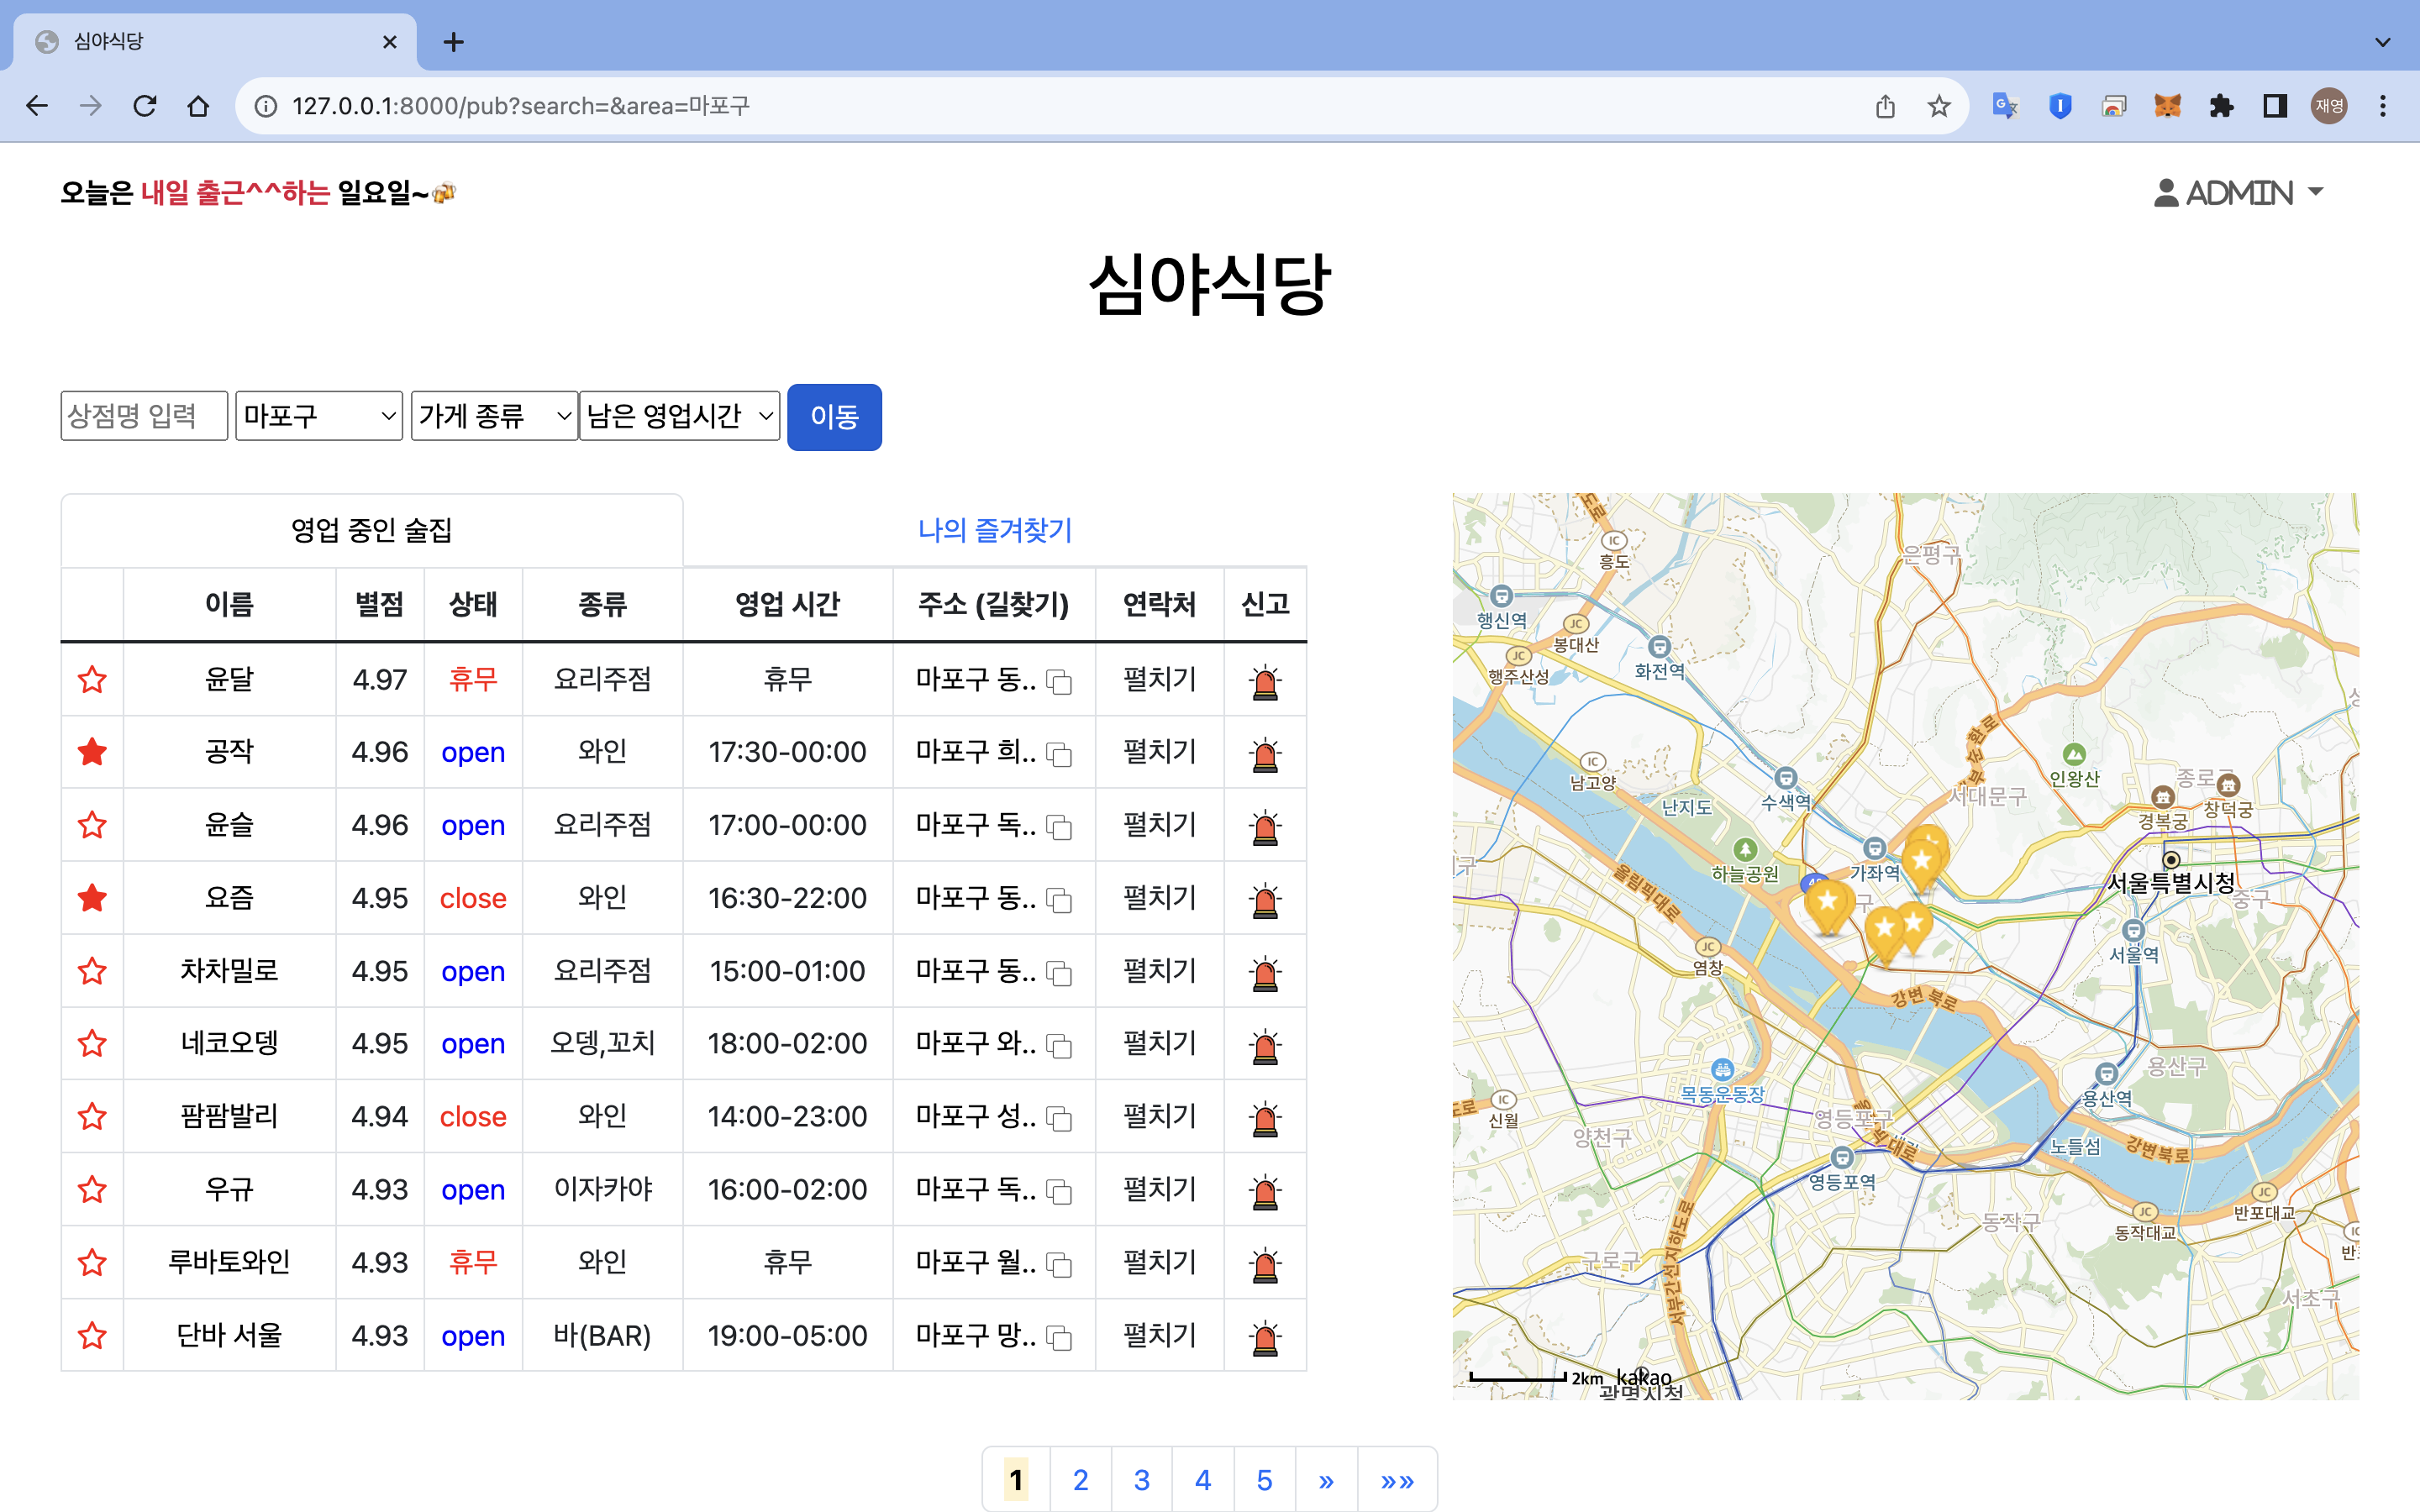 심야식당
127.0.0.1:8000/pub?search=&area=마포구
재영
오늘은 내일 출근^^하는 일요일~
ADMIN
심야식당
상점명 입력 마포구 가게 종류 남은 영업시간 이동
영업 중인 술집 나의 즐겨찾기
이름 별점 상태 종류 영업 시간 주소 (길찾기) 연락처 신고
윤달 4.97 휴무 요리주점 휴무 마포구 동.. 펼치기
공작 4.96 open 와인 17:30-00:00 마포구 희.. 펼치기
윤슬 4.96 open 요리주점 17:00-00:00 마포구 독.. 펼치기
요즘 4.95 close 와인 16:30-22:00 마포구 동.. 펼치기
차차밀로 4.95 open 요리주점 15:00-01:00 마포구 동.. 펼치기
네코오뎅 4.95 open 오뎅,꼬치 18:00-02:00 마포구 와.. 펼치기
팜팜발리 4.94 close 와인 14:00-23:00 마포구 성.. 펼치기
우규 4.93 open 이자카야 16:00-02:00 마포구 독.. 펼치기
루바토와인 4.93 휴무 와인 휴무 마포구 월.. 펼치기
단바 서울 4.93 open 바(BAR) 19:00-05:00 마포구 망.. 펼치기
IC
흥도
은평구
행신역
JC
봉대산
JC
행주산성
화전역
IC
남고양
난지도
수색역
서대문구
인왕산
종로구
경복궁
창덕궁
하늘공원
가좌역
서울특별시청
중구
올림픽대로
JC
염창
서울역
강변 북로
목동운동장
용산구
용산역
IC
신월
양천구
영등포구
노들섬
강변북로
영등포역
JC
반포대교
JC
동작대교
동작구
구로구
서부간선지하도로
서초구
2km
kakao
광명시청
1 2 3 4 5 » »»